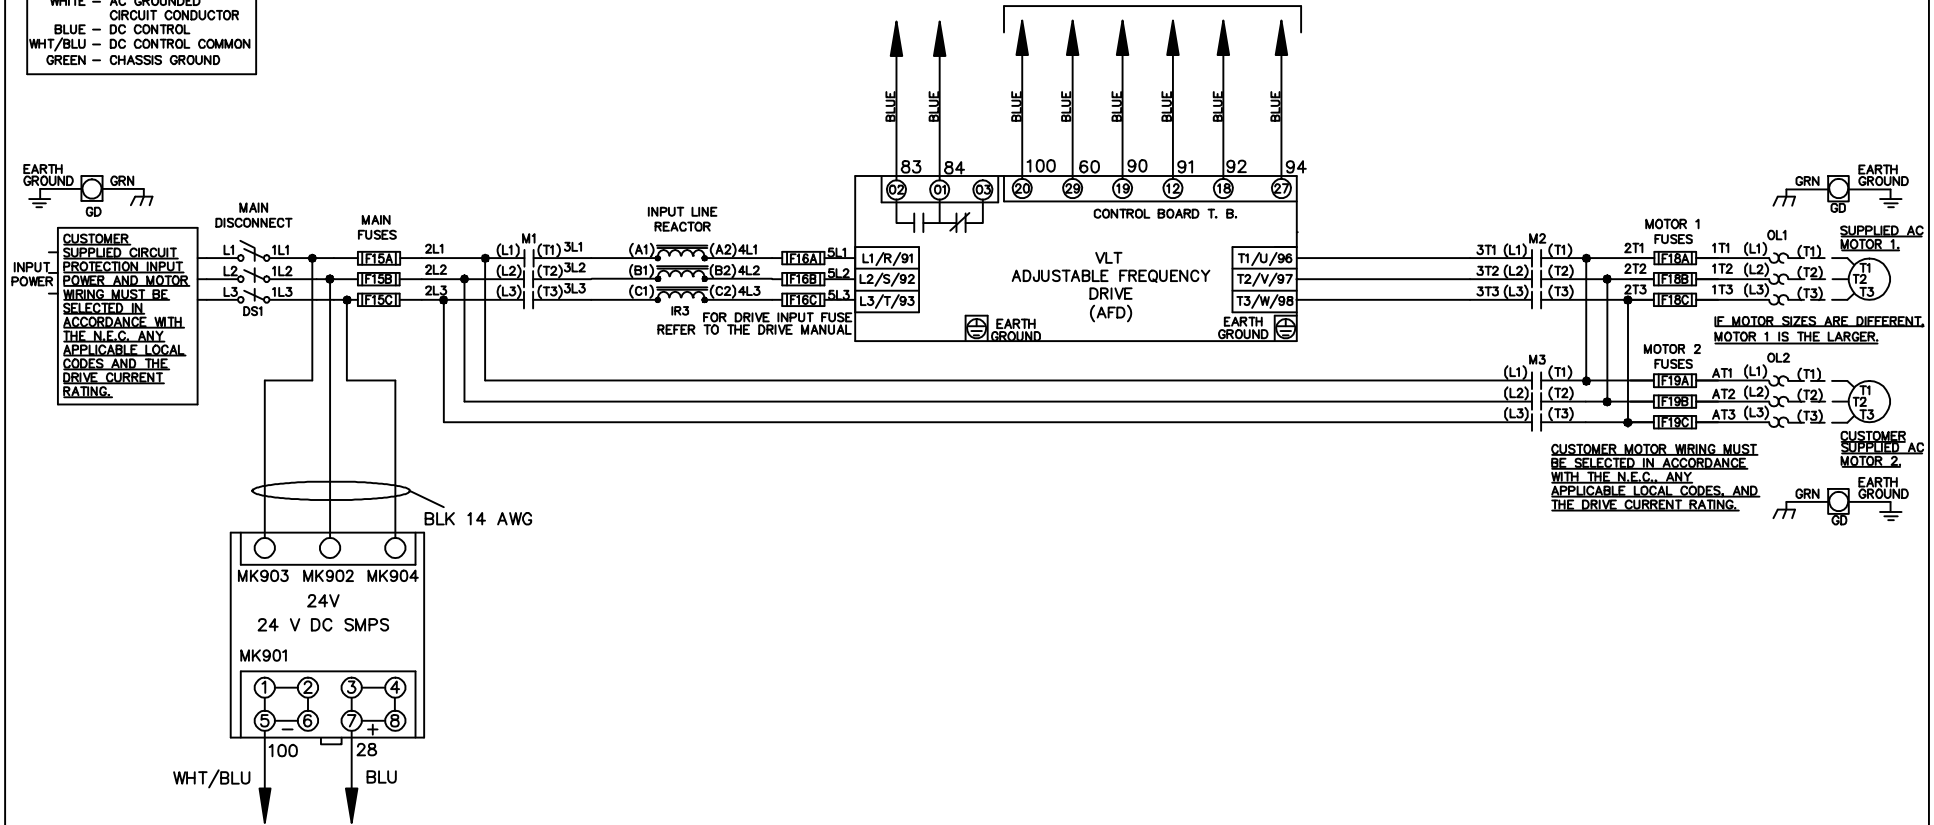 WHITE – AC GROUNDED
CIRCUIT CONDUCTOR
BLUE – DC CONTROL
WHT/BLU – DC CONTROL COMMON
GREEN – CHASSIS GROUND
BLUE
BLUE
BLUE
BLUE
BLUE
BLUE
BLUE
BLUE
83
84
100
60
90
91
92
94
02
01
03
20
29
19
12
18
27
CONTROL BOARD T. B.
EARTH
GROUND
GRN
GD
MAIN
DISCONNECT
MAIN
FUSES
INPUT LINE
REACTOR
INPUT
POWER
CUSTOMER
SUPPLIED CIRCUIT
PROTECTION INPUT
POWER AND MOTOR
WIRING MUST BE
SELECTED IN
ACCORDANCE WITH
THE N.E.C. ANY
APPLICABLE LOCAL
CODES AND THE
DRIVE CURRENT
RATING.
L1 1L1 F15A 2L1 (L1) M1 (T1) 3L1 (A1) (A2) 4L1 F16A 5L1 L1/R/91
L2 1L2 F15B 2L2 (L2) (T2) 3L2 (B1) (B2) 4L2 F16B 5L2 L2/S/92
L3 1L3 F15C 2L3 (L3) (T3) 3L3 (C1) (C2) 4L3 F16C 5L3 L3/T/93
DS1
IR3
FOR DRIVE INPUT FUSE
REFER TO THE DRIVE MANUAL
VLT
ADJUSTABLE FREQUENCY
DRIVE
(AFD)
EARTH
GROUND
EARTH
GROUND
MOTOR 1
FUSES
T1/U/96 3T1 (L1) M2 (T1) 2T1 F18A 1T1 (L1) OL1 (T1) T1
T2/V/97 3T2 (L2) (T2) 2T2 F18B 1T2 (L2) (T2) T2
T3/W/98 3T3 (L3) (T3) 2T3 F18C 1T3 (L3) (T3) T3
GRN
EARTH
GROUND
GD
SUPPLIED AC
MOTOR 1.
IF MOTOR SIZES ARE DIFFERENT,
MOTOR 1 IS THE LARGER.
MOTOR 2
FUSES
(L1) M3 (T1) F19A AT1 (L1) OL2 (T1) T1
(L2) (T2) F19B AT2 (L2) (T2) T2
(L3) (T3) F19C AT3 (L3) (T3) T3
CUSTOMER
SUPPLIED AC
MOTOR 2.
CUSTOMER MOTOR WIRING MUST
BE SELECTED IN ACCORDANCE
WITH THE N.E.C., ANY
APPLICABLE LOCAL CODES, AND
THE DRIVE CURRENT RATING.
GRN
EARTH
GROUND
GD
BLK 14 AWG
MK903 MK902 MK904
24V
24 V DC SMPS
MK901
1 2 3 4
5 – 6 7 + 8
100
28
WHT/BLU
BLU